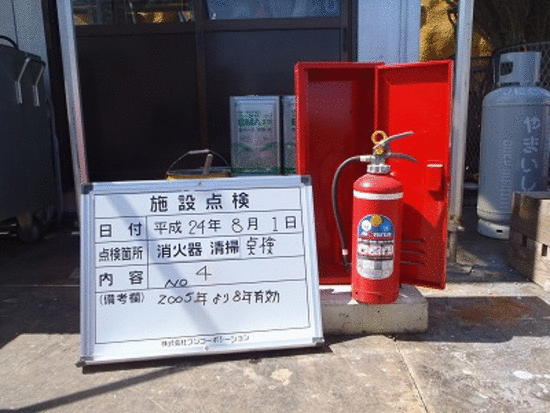 施設点検
日付 平成24年8月1日
点検箇所 消火器 清掃 点検
内容 NO 4
(備考欄) 2005年より8年有効
株式会社フンコーポレーション